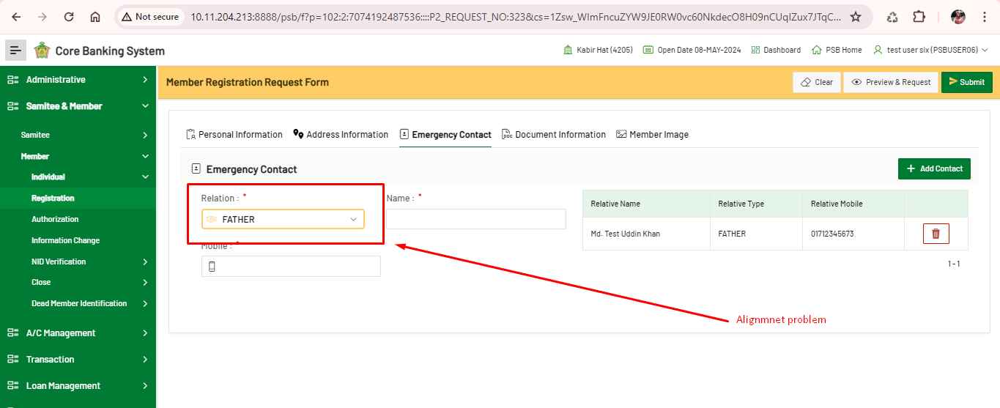 Not secure 10.11.204.213:8888/psb/f?p=102:2:7074192487536::::P2_REQUEST_NO:323&cs=1Zsw_WImFncuZYW9JE0RW0vc60NkdecO8H09nCUqIZux7JTqC...
Core Banking System
Kabir Hat (4205) Open Date 08-MAY-2024 Dashboard PSB Home test user six (PSBUSER06)
Administrative
Member Registration Request Form Clear Preview & Request Submit
Samitee & Member
Samitee
Member
Individual
Registration
Authorization
Information Change
NID Verification
Close
Dead Member Identification
A/C Management
Transaction
Loan Management
Personal Information Address Information Emergency Contact Document Information Member Image
Emergency Contact Add Contact
Relation : * Name : *
FATHER
Mobile : *
Relative Name Relative Type Relative Mobile
Md. Test Uddin Khan FATHER 01712345673
1 - 1
Alignmnet problem